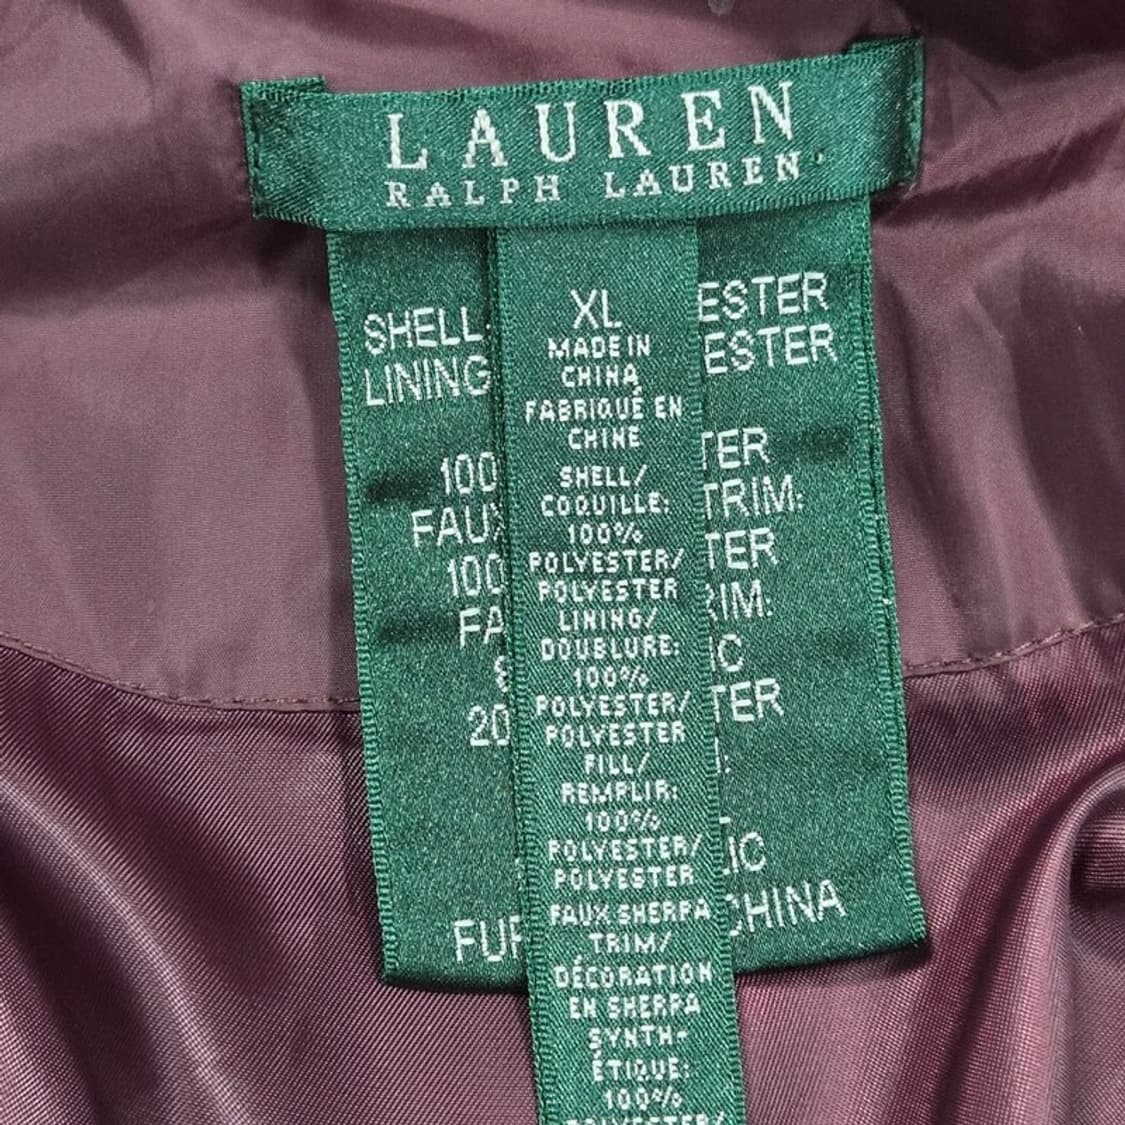 LAUREN
RALPH LAUREN
XL
MADE IN
CHINA
FABRIQUÉ EN
CHINE
SHELL/
COQUILLE:
100%
POLYESTER/
POLYESTER
LINING/
DOUBLURE:
100%
POLYESTER/
POLYESTER
FILL/
REMPLIR:
100%
POLYESTER/
POLYESTER
FAUX SHERPA
TRIM/
DÉCORATION
EN SHERPA
SYNTH-
ÉTIQUE:
100%
POLYESTER/
SHELL: ESTER
LINING ESTER
100 TER
FAUX TRIM:
100 TER
FA RIM:
IC
20 TER
IC
FUR CHINA